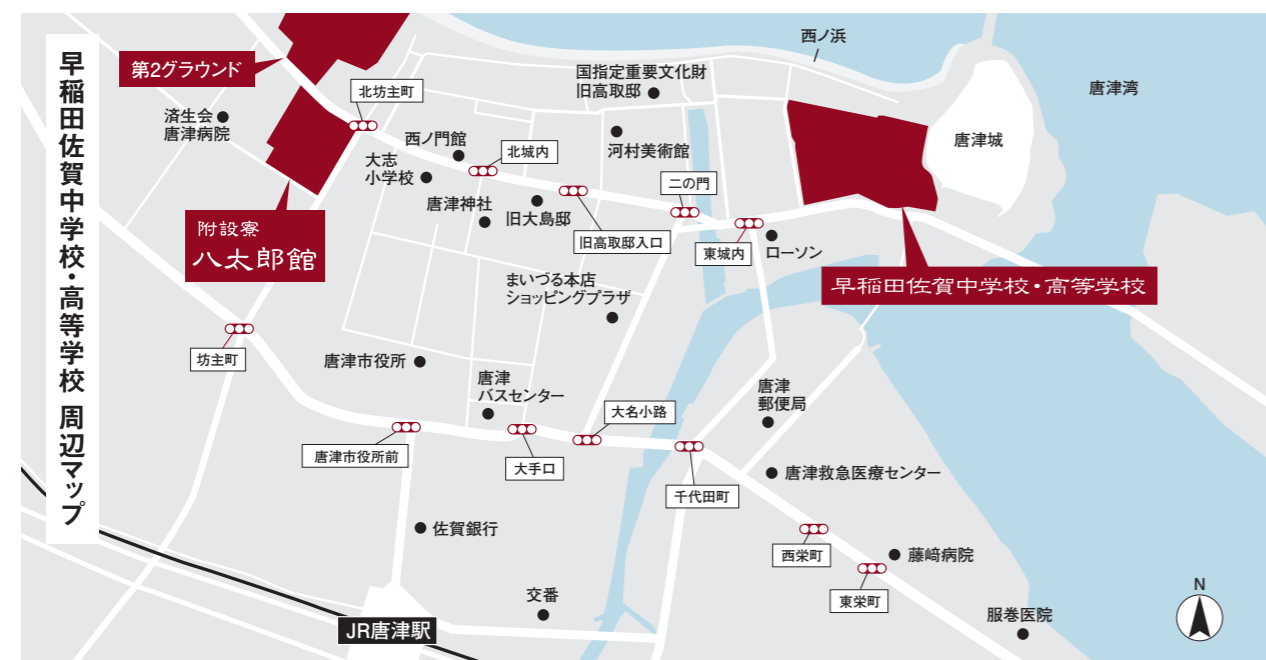 早稲田佐賀中学校・高等学校 周辺マップ
第2グラウンド
済生会
唐津病院
北坊主町
西ノ門館
大志
小学校
北城内
唐津神社
旧大島邸
附設寮
八太郎館
国指定重要文化財
旧高取邸
河村美術館
二の門
旧高取邸入口
東城内
ローソン
西ノ浜
唐津湾
唐津城
早稲田佐賀中学校・高等学校
まいづる本店
ショッピングプラザ
坊主町
唐津市役所
唐津
バスセンター
大名小路
唐津
郵便局
唐津市役所前
大手口
千代田町
唐津救急医療センター
佐賀銀行
西栄町
藤﨑病院
東栄町
交番
服巻医院
JR唐津駅
N